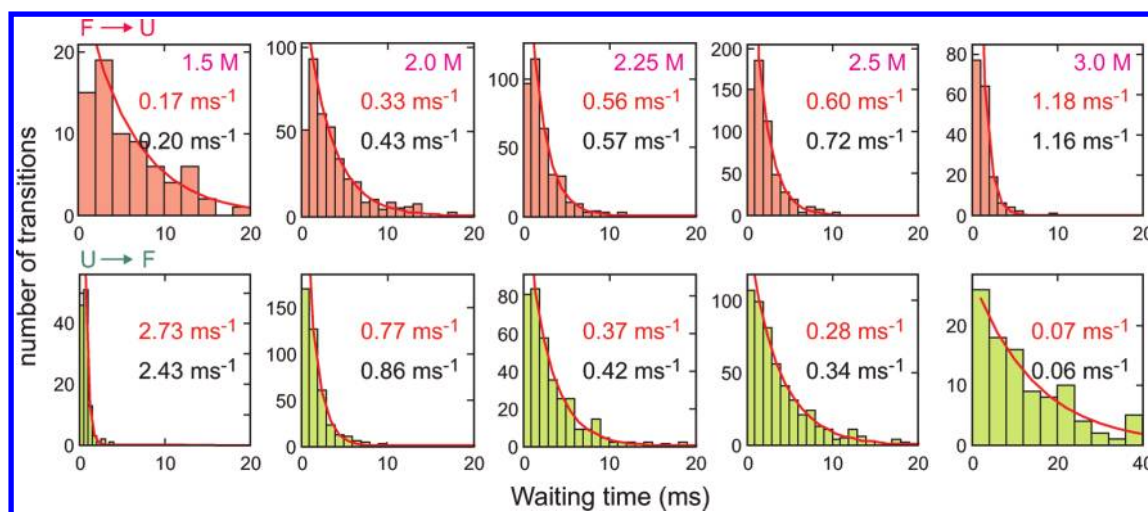 F → U
1.5 M
2.0 M
2.25 M
2.5 M
3.0 M
0.17 ms-1
0.33 ms-1
0.56 ms-1
0.60 ms-1
1.18 ms-1
0.20 ms-1
0.43 ms-1
0.57 ms-1
0.72 ms-1
1.16 ms-1
20
10
0
100
50
0
100
0
200
150
100
50
0
80
60
40
20
0
0 10 20
0 10 20
0 10 20
0 10 20
0 10 20
number of transitions
U → F
2.73 ms-1
0.77 ms-1
0.37 ms-1
0.28 ms-1
0.07 ms-1
2.43 ms-1
0.86 ms-1
0.42 ms-1
0.34 ms-1
0.06 ms-1
40
20
0
150
100
50
0
80
60
40
20
0
150
100
50
0
20
10
0
0 10 20
0 10 20
0 10 20
0 10 20
0 10 20 30 40
Waiting time (ms)